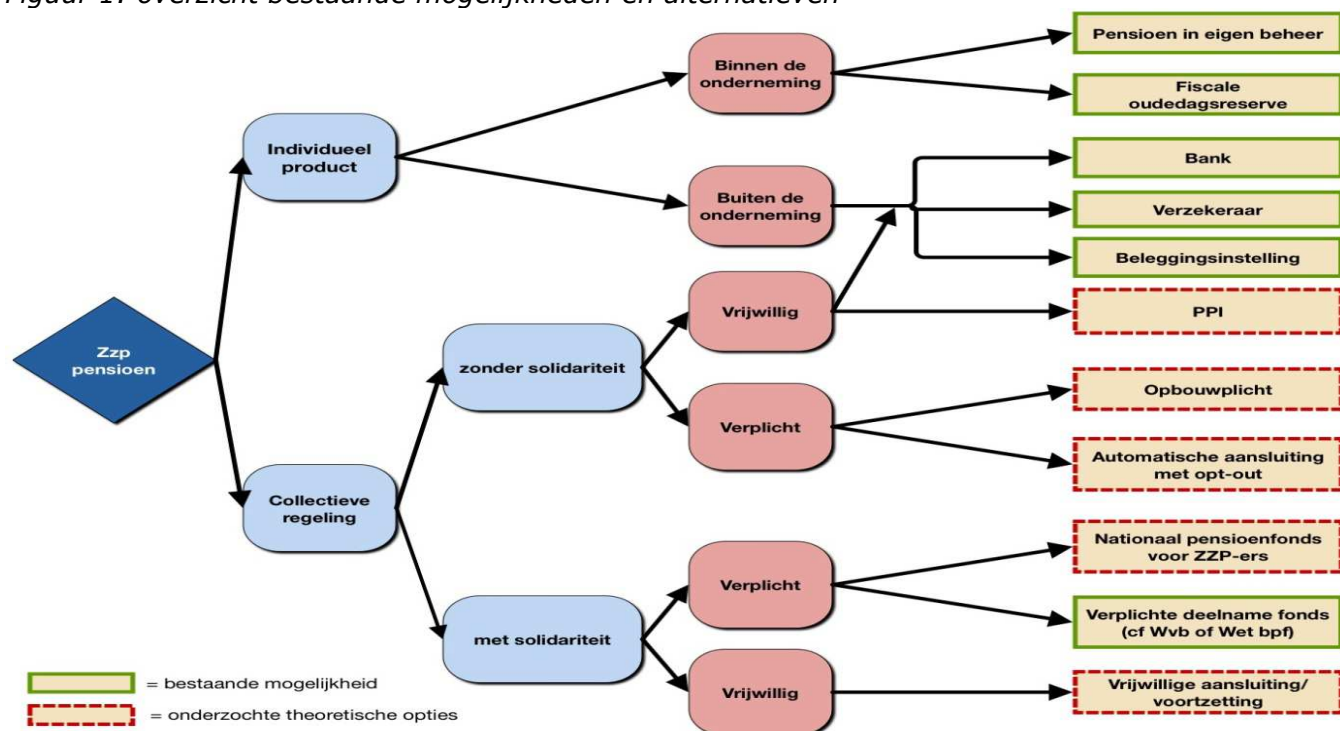 Figuur 1: overzicht bestaande mogelijkheden en alternatieven
Pensioen in eigen beheer
Binnen de
onderneming
Fiscale
oudedagsreserve
Individueel
product
Bank
Buiten de
onderneming
Verzekeraar
Beleggingsinstelling
Vrijwillig
PPI
Zzp
pensioen
zonder solidariteit
Opbouwplicht
Verplicht
Automatische aansluiting
met opt-out
Collectieve
regeling
Nationaal pensioenfonds
voor ZZP-ers
Verplicht
Verplichte deelname fonds
(cf Wvb of Wet bpf)
met solidariteit
Vrijwillig
Vrijwillige aansluiting/
voortzetting
= bestaande mogelijkheid
= onderzochte theoretische opties